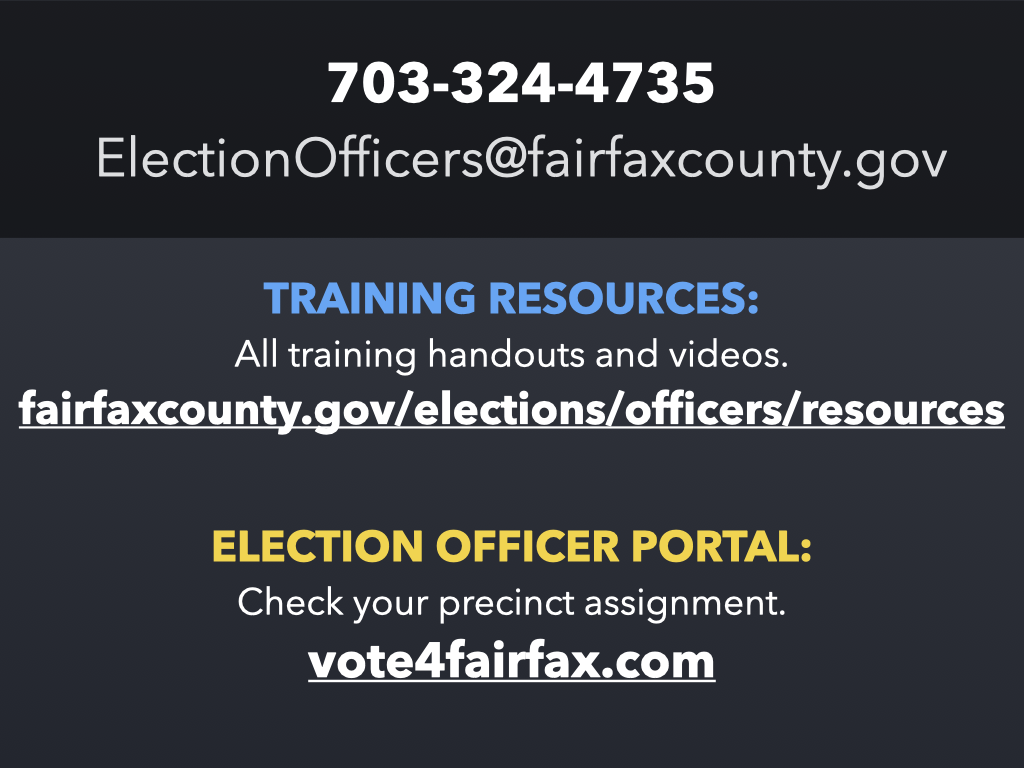 703-324-4735
ElectionOfficers@fairfaxcounty.gov
TRAINING RESOURCES:
All training handouts and videos.
fairfaxcounty.gov/elections/officers/resources
ELECTION OFFICER PORTAL:
Check your precinct assignment.
vote4fairfax.com